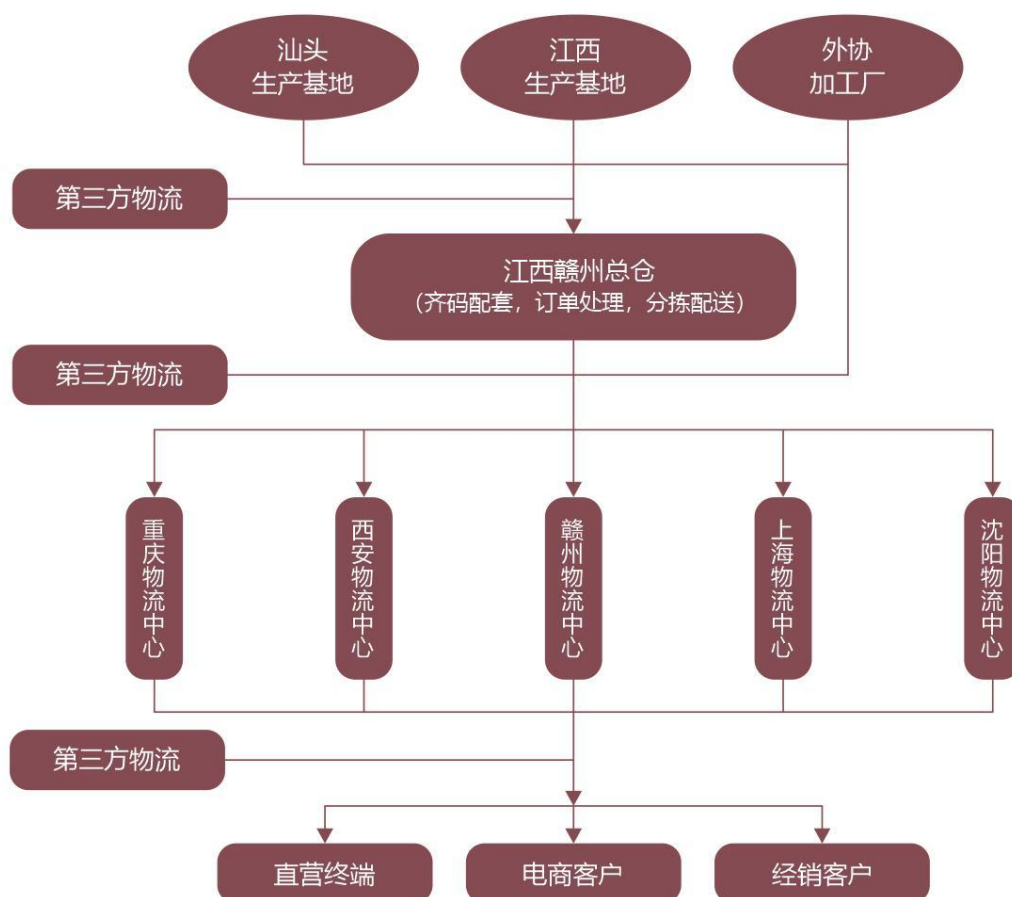 汕头
生产基地
江西
生产基地
外协
加工厂
第三方物流
江西赣州总仓
（齐码配套，订单处理，分拣配送）
第三方物流
重庆物流中心
西安物流中心
赣州物流中心
上海物流中心
沈阳物流中心
第三方物流
直营终端
电商客户
经销客户